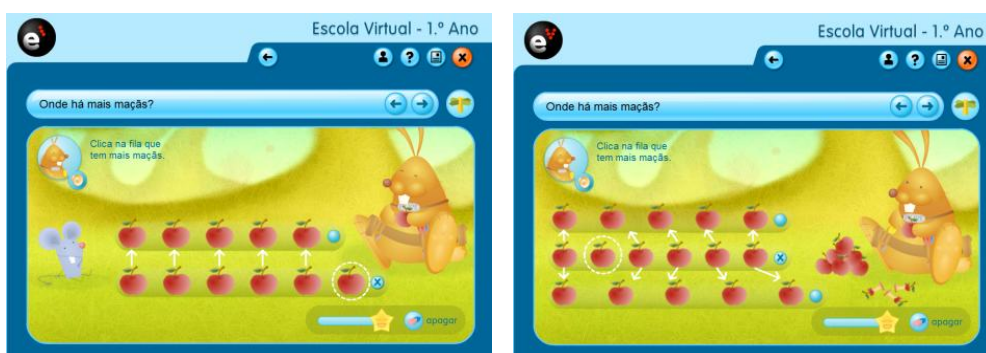 Escola Virtual - 1.º Ano
Onde há mais maçãs?
Clica na fila que
tem mais maçãs.
apagar
Escola Virtual - 1.º Ano
Onde há mais maçãs?
Clica na fila que
tem mais maçãs.
apagar